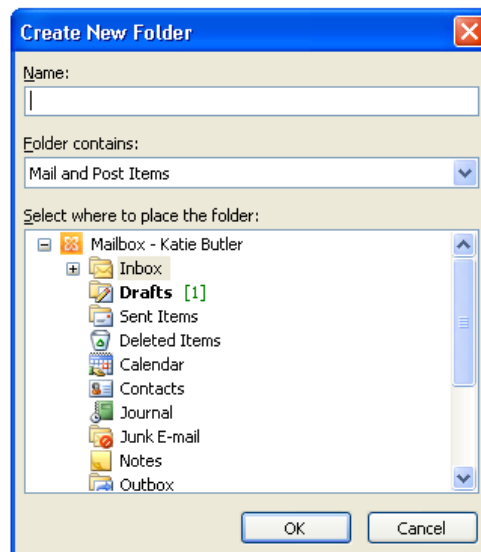 Create New Folder
Name:
Folder contains:
Mail and Post Items
Select where to place the folder:
Mailbox - Katie Butler
Inbox
Drafts [1]
Sent Items
Deleted Items
Calendar
Contacts
Journal
Junk E-mail
Notes
Outbox
OK Cancel